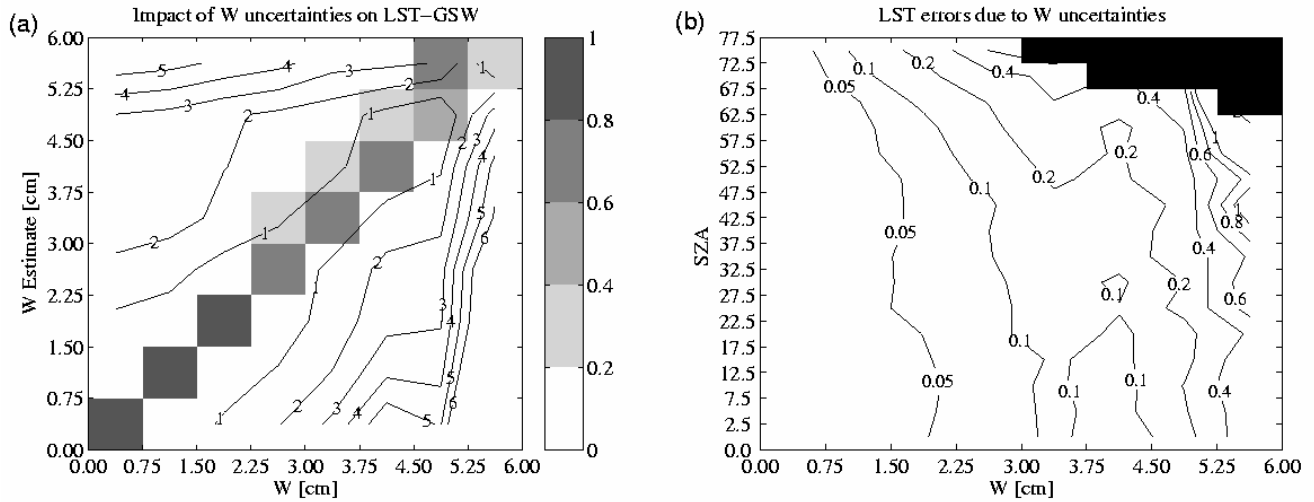 (a)
Impact of W uncertainties on LST−GSW
W Estimate [cm]
6.00
5.25
4.50
3.75
3.00
2.25
1.50
0.75
0.00
0.00 0.75 1.50 2.25 3.00 3.75 4.50 5.25 6.00
W [cm]
5 4 3 2 1
4
3
2 1
2 3 4
2 1
1 2 5 6
1 2 3 4
1 2 3 4 5 6
1
0.8
0.6
0.4
0.2
0
(b)
LST errors due to W uncertainties
SZA
77.5
72.5
67.5
62.5
57.5
52.5
47.5
42.5
37.5
32.5
27.5
22.5
17.5
12.5
7.5
2.5
0.00 0.75 1.50 2.25 3.00 3.75 4.50 5.25 6.00
W [cm]
0.05 0.1 0.2 0.4
0.4
1
0.2 0.6
0.1 0.2
0.05 0.8 1
0.4
0.1 0.2 0.6
0.1
0.05 0.1 0.1 0.4